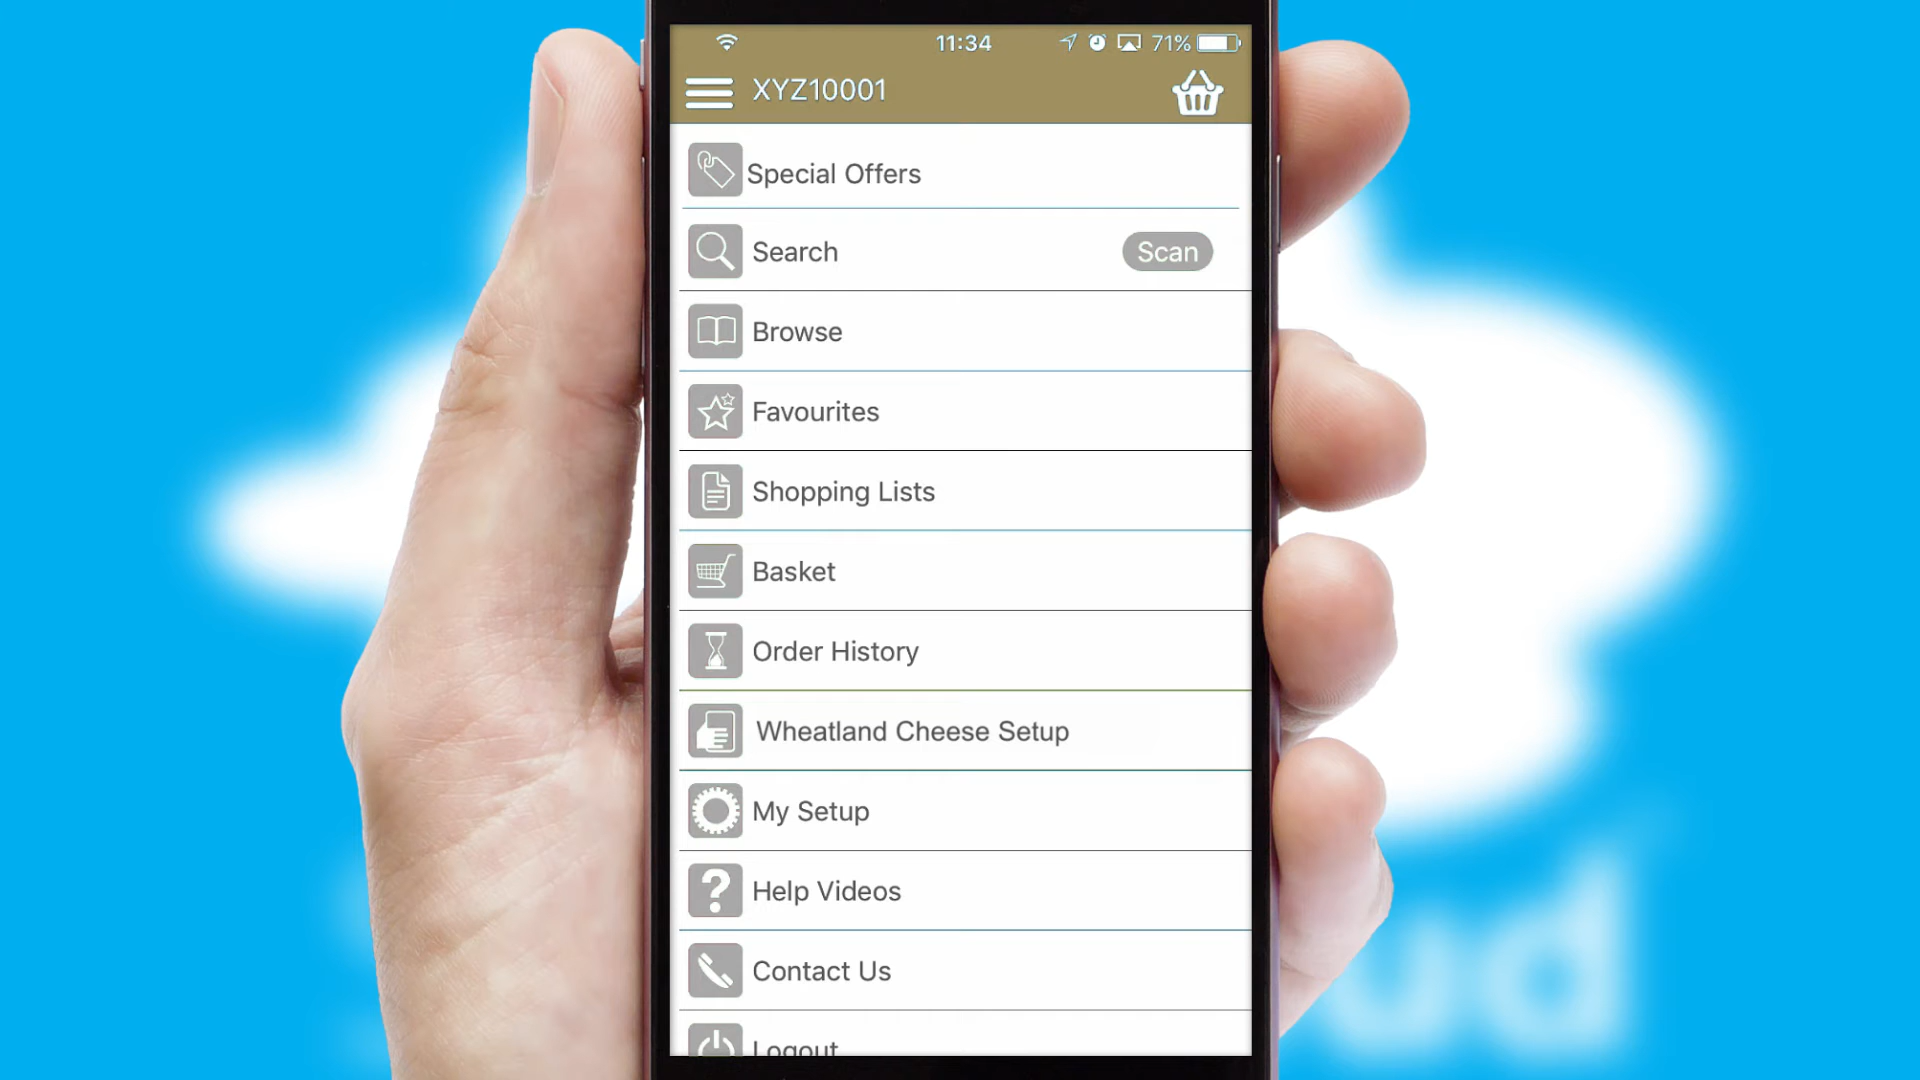 11:34
71%
XYZ10001
Special Offers
Search
Scan
Browse
Favourites
Shopping Lists
Basket
Order History
Wheatland Cheese Setup
My Setup
Help Videos
Contact Us
Logout
ud